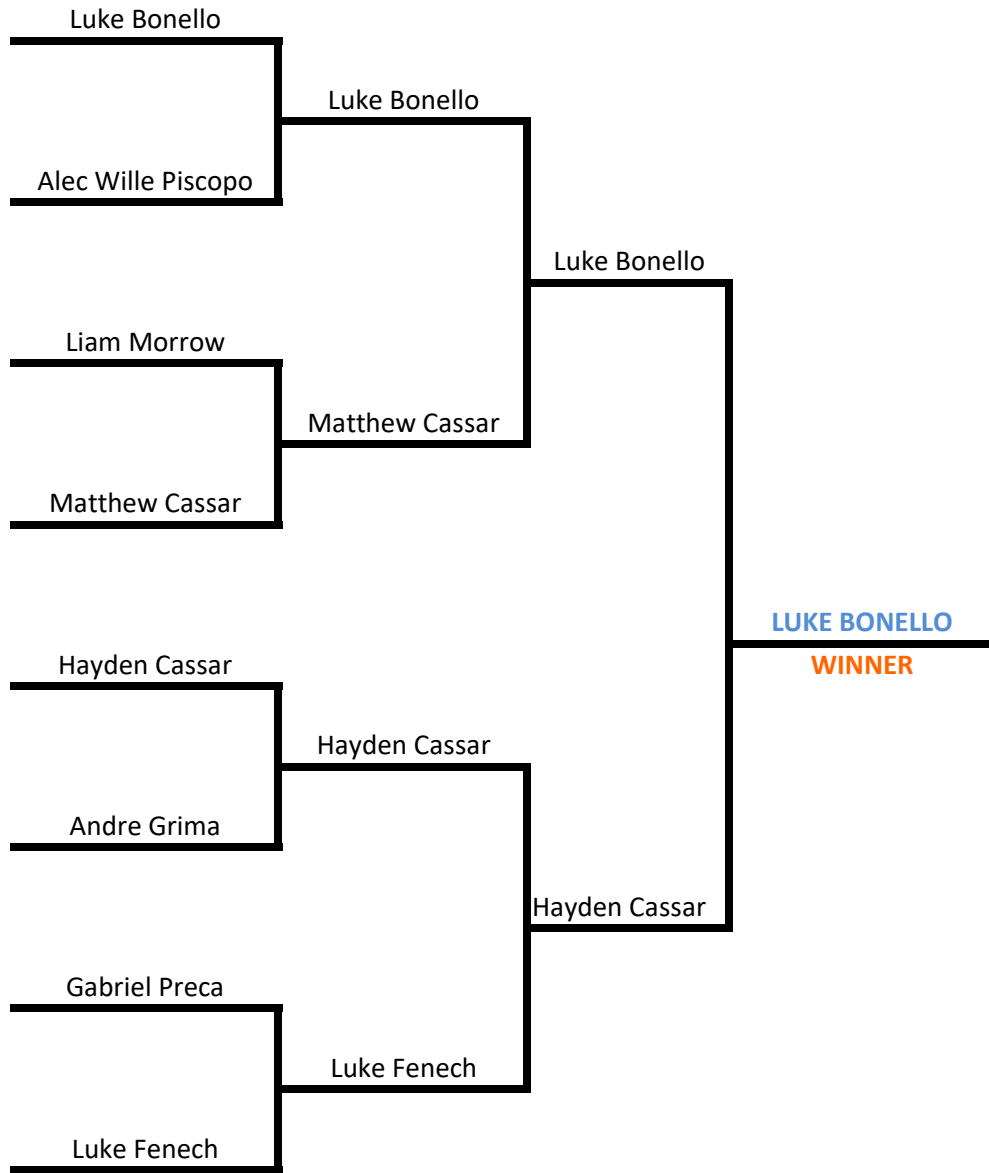 Luke Bonello
Luke Bonello
Alec Wille Piscopo
Luke Bonello
Liam Morrow
Matthew Cassar
Matthew Cassar
LUKE BONELLO
WINNER
Hayden Cassar
Hayden Cassar
Andre Grima
Hayden Cassar
Gabriel Preca
Luke Fenech
Luke Fenech